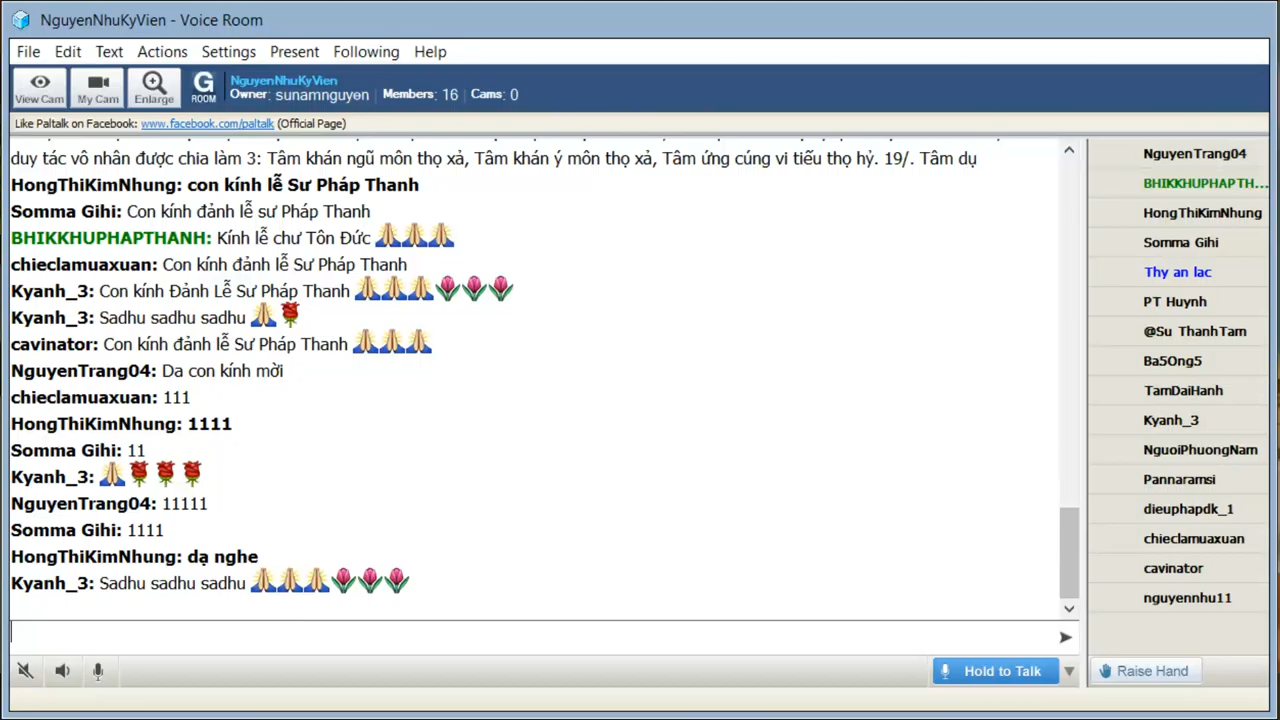 NguyenNhuKyVien - Voice Room
File Edit Text Actions Settings Present Following Help
View Cam My Cam Enlarge G ROOM
NguyenNhuKyVien
Owner: sunamnguyen Members: 16 Cams: 0
Like Paltalk on Facebook: www.facebook.com/paltalk (Official Page)
duy tác vô nhân được chia làm 3: Tâm khán ngũ môn thọ xả, Tâm khán ý môn thọ xả, Tâm ứng cúng vi tiếu thọ hỷ. 19/. Tâm dụ
HongThiKimNhung: con kính lễ Sư Pháp Thanh
Somma Gihi: Con kính đảnh lễ sư Pháp Thanh
BHIKKHUPHAPTHANH: Kính lễ chư Tôn Đức 🙏🙏🙏
chieclamuaxuan: Con kính đảnh lễ Sư Pháp Thanh
Kyanh_3: Con kính Đảnh Lễ Sư Pháp Thanh 🙏🙏🙏🌷🌷🌷
Kyanh_3: Sadhu sadhu sadhu 🙏🌹
cavinator: Con kính đảnh lễ Sư Pháp Thanh 🙏🙏🙏
NguyenTrang04: Da con kính mời
chieclamuaxuan: 111
HongThiKimNhung: 1111
Somma Gihi: 11
Kyanh_3: 🙏🌹🌹🌹
NguyenTrang04: 11111
Somma Gihi: 1111
HongThiKimNhung: dạ nghe
Kyanh_3: Sadhu sadhu sadhu 🙏🙏🙏🌷🌷🌷
NguyenTrang04
BHIKKHUPHAPTH...
HongThiKimNhung
Somma Gihi
Thy an lac
PT Huynh
@Su ThanhTam
Ba5Ong5
TamDaiHanh
Kyanh_3
NguoiPhuongNam
Pannaramsi
dieuphapdk_1
chieclamuaxuan
cavinator
nguyennhu11
Hold to Talk
Raise Hand